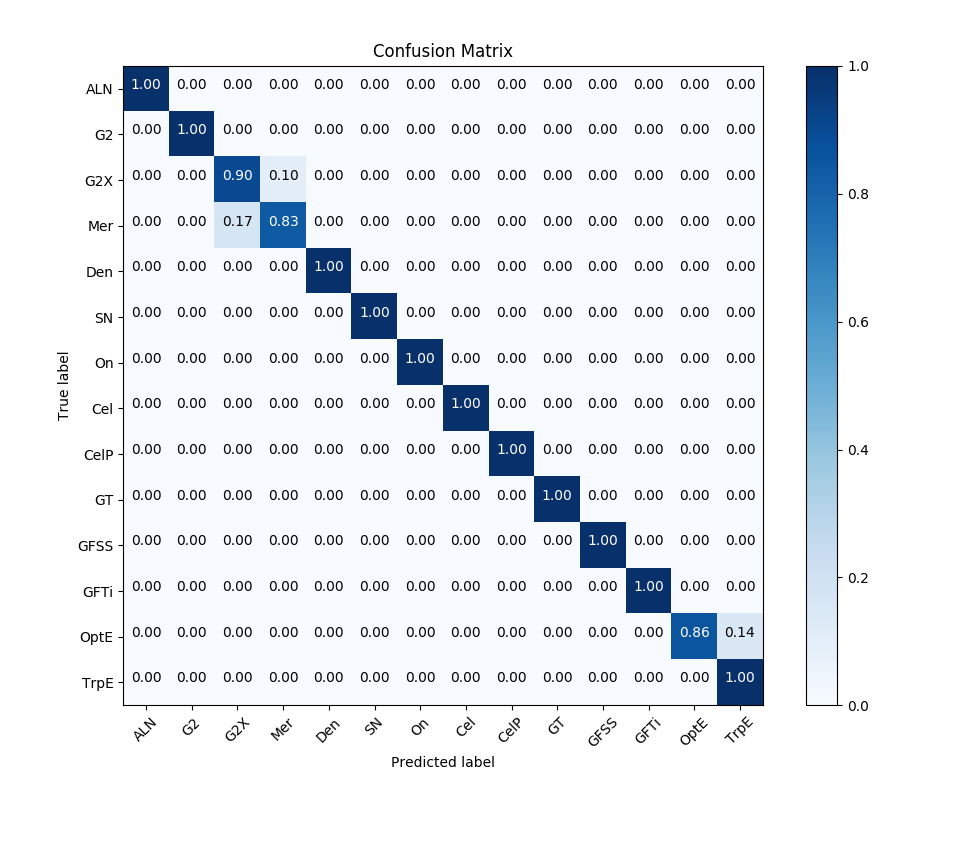 Confusion Matrix
ALN 1.00 0.00 0.00 0.00 0.00 0.00 0.00 0.00 0.00 0.00 0.00 0.00 0.00 0.00
G2 0.00 1.00 0.00 0.00 0.00 0.00 0.00 0.00 0.00 0.00 0.00 0.00 0.00 0.00
G2X 0.00 0.00 0.90 0.10 0.00 0.00 0.00 0.00 0.00 0.00 0.00 0.00 0.00 0.00
Mer 0.00 0.00 0.17 0.83 0.00 0.00 0.00 0.00 0.00 0.00 0.00 0.00 0.00 0.00
Den 0.00 0.00 0.00 0.00 1.00 0.00 0.00 0.00 0.00 0.00 0.00 0.00 0.00 0.00
SN 0.00 0.00 0.00 0.00 0.00 1.00 0.00 0.00 0.00 0.00 0.00 0.00 0.00 0.00
On 0.00 0.00 0.00 0.00 0.00 0.00 1.00 0.00 0.00 0.00 0.00 0.00 0.00 0.00
Cel 0.00 0.00 0.00 0.00 0.00 0.00 0.00 1.00 0.00 0.00 0.00 0.00 0.00 0.00
CelP 0.00 0.00 0.00 0.00 0.00 0.00 0.00 0.00 1.00 0.00 0.00 0.00 0.00 0.00
GT 0.00 0.00 0.00 0.00 0.00 0.00 0.00 0.00 0.00 1.00 0.00 0.00 0.00 0.00
GFSS 0.00 0.00 0.00 0.00 0.00 0.00 0.00 0.00 0.00 0.00 1.00 0.00 0.00 0.00
GFTi 0.00 0.00 0.00 0.00 0.00 0.00 0.00 0.00 0.00 0.00 0.00 1.00 0.00 0.00
OptE 0.00 0.00 0.00 0.00 0.00 0.00 0.00 0.00 0.00 0.00 0.00 0.00 0.86 0.14
TrpE 0.00 0.00 0.00 0.00 0.00 0.00 0.00 0.00 0.00 0.00 0.00 0.00 0.00 1.00
ALN G2 G2X Mer Den SN On Cel CelP GT GFSS GFTi OptE TrpE
Predicted label
True label
1.0
0.8
0.6
0.4
0.2
0.0